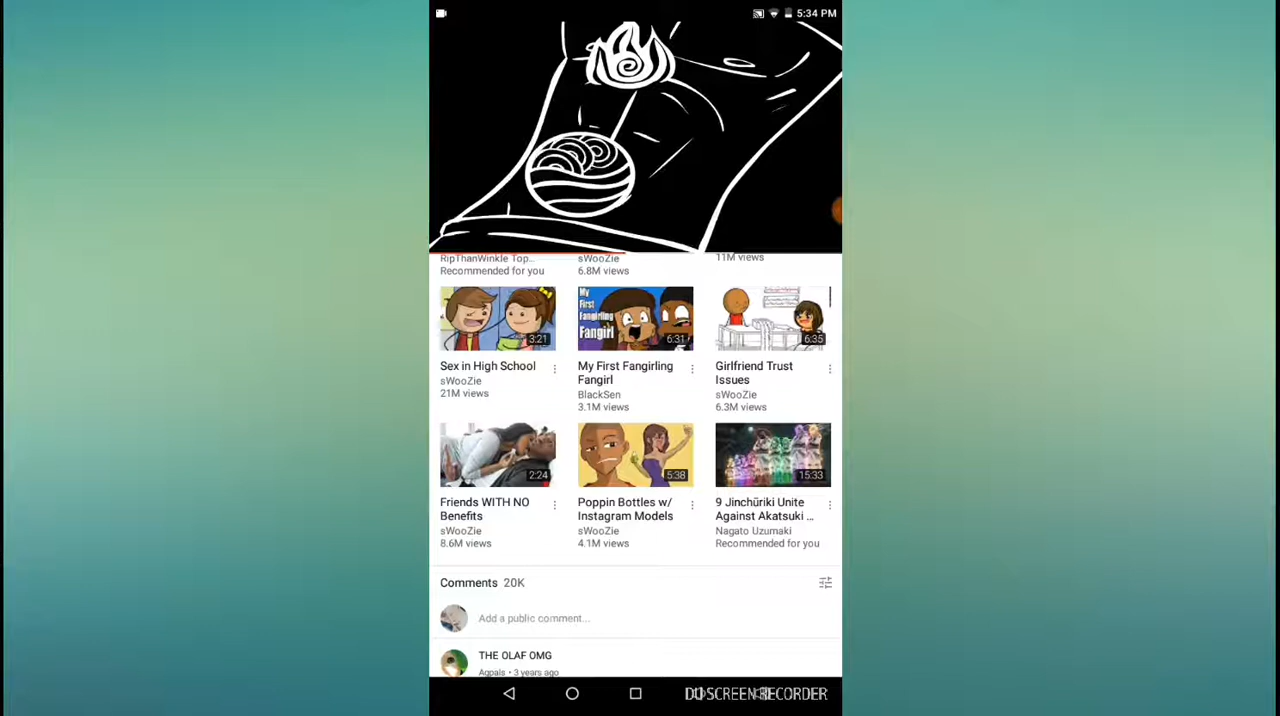 5:34 PM
RipThanWinkle Top...
Recommended for you
sWooZie
6.8M views
11M views
3:21
Sex in High School
sWooZie
21M views
My
First
Fangirling
Fangirl
6:31
My First Fangirling
Fangirl
BlackSen
3.1M views
6:35
Girlfriend Trust
Issues
sWooZie
6.3M views
2:24
Friends WITH NO
Benefits
sWooZie
8.6M views
5:38
Poppin Bottles w/
Instagram Models
sWooZie
4.1M views
15:33
9 Jinchūriki Unite
Against Akatsuki ...
Nagato Uzumaki
Recommended for you
Comments 20K
Add a public comment...
THE OLAF OMG
Agpals • 3 years ago
DU SCREEN RECORDER